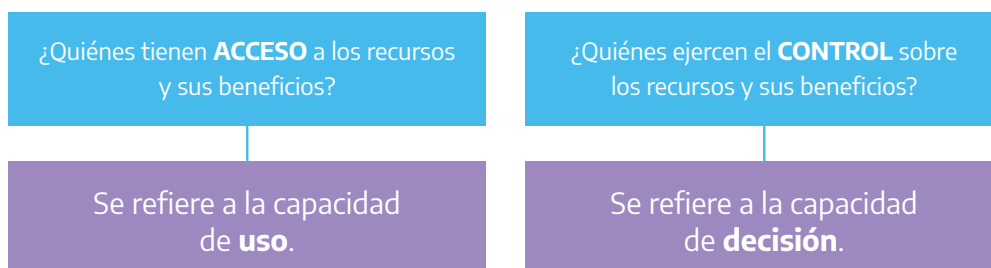 ¿Quiénes tienen ACCESO a los recursos
y sus beneficios?
Se refiere a la capacidad
de uso.
¿Quiénes ejercen el CONTROL sobre
los recursos y sus beneficios?
Se refiere a la capacidad
de decisión.